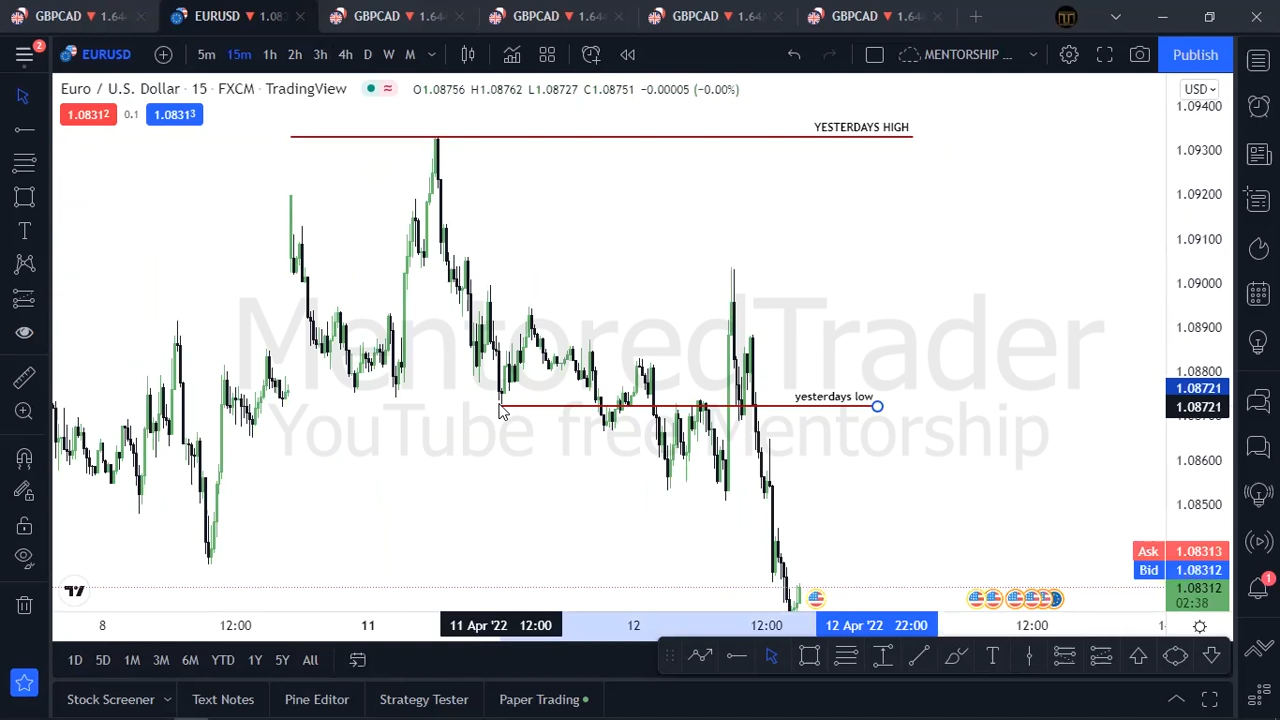 GBPCAD 1.64
EURUSD 1.083
GBPCAD 1.64
GBPCAD 1.64
GBPCAD 1.64
GBPCAD 1.64
2
EURUSD 5m 15m 1h 2h 3h 4h D W M MENTORSHIP ... Publish
Euro / U.S. Dollar · 15 · FXCM · TradingView O1.08756 H1.08762 L1.08727 C1.08751 -0.00005 (-0.00%) USD
1.08312 0.1 1.08313
YESTERDAYS HIGH
yesterdays low
MentoredTrader
YouTube free Mentorship
1.09400
1.09300
1.09200
1.09100
1.09000
1.08900
1.08800
1.08721
1.08721
1.08600
1.08500
Ask 1.08313
Bid 1.08312
1.08312
02:38
1
8 12:00 11 11 Apr '22 12:00 12 12:00 12 Apr '22 22:00 12:00
1D 5D 1M 3M 6M YTD 1Y 5Y All
Stock Screener Text Notes Pine Editor Strategy Tester Paper Trading